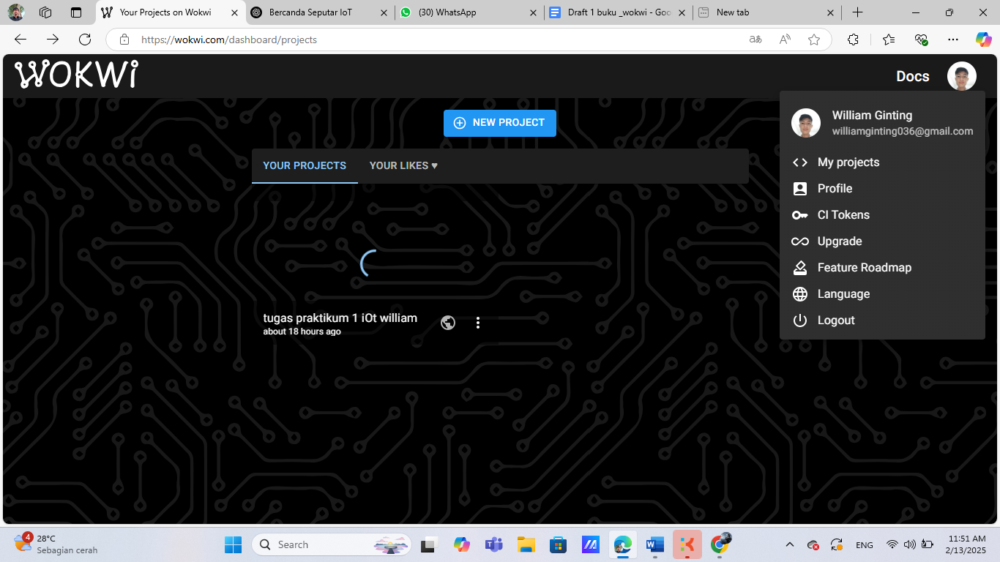 Your Projects on Wokwi
Bercanda Seputar IoT
(30) WhatsApp
Draft 1 buku _wokwi - Goo
New tab
https://wokwi.com/dashboard/projects
WOKWi
Docs
NEW PROJECT
YOUR PROJECTS
YOUR LIKES ♥
tugas praktikum 1 iOt william
about 18 hours ago
William Ginting
williamginting036@gmail.com
My projects
Profile
CI Tokens
Upgrade
Feature Roadmap
Language
Logout
4
28°C
Sebagian cerah
Search
ENG
11:51 AM
2/13/2025